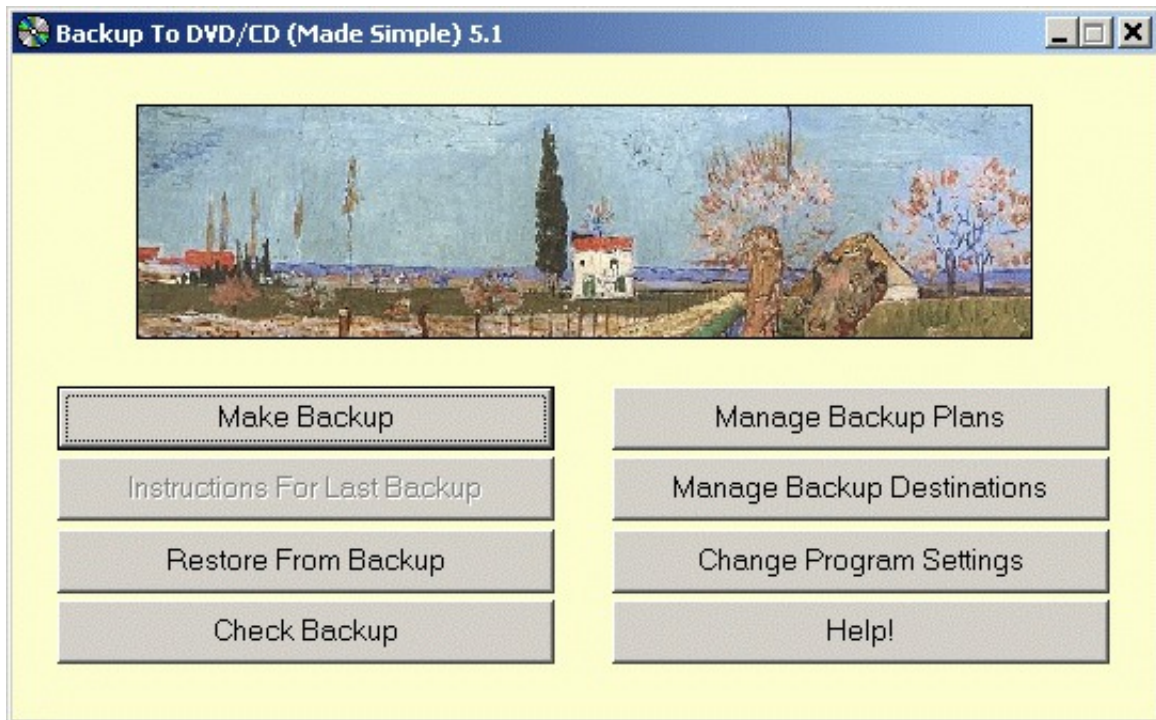 Backup To DVD/CD (Made Simple) 5.1
Make Backup
Instructions For Last Backup
Restore From Backup
Check Backup
Manage Backup Plans
Manage Backup Destinations
Change Program Settings
Help!